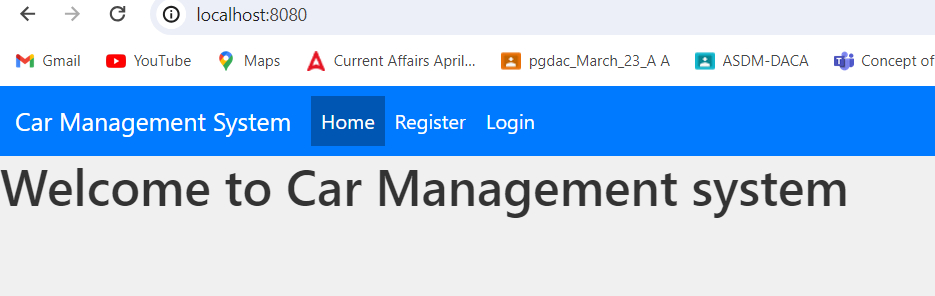 localhost:8080
Gmail YouTube Maps Current Affairs April... pgdac_March_23_A A ASDM-DACA Concept of
Car Management System Home Register Login
Welcome to Car Management system